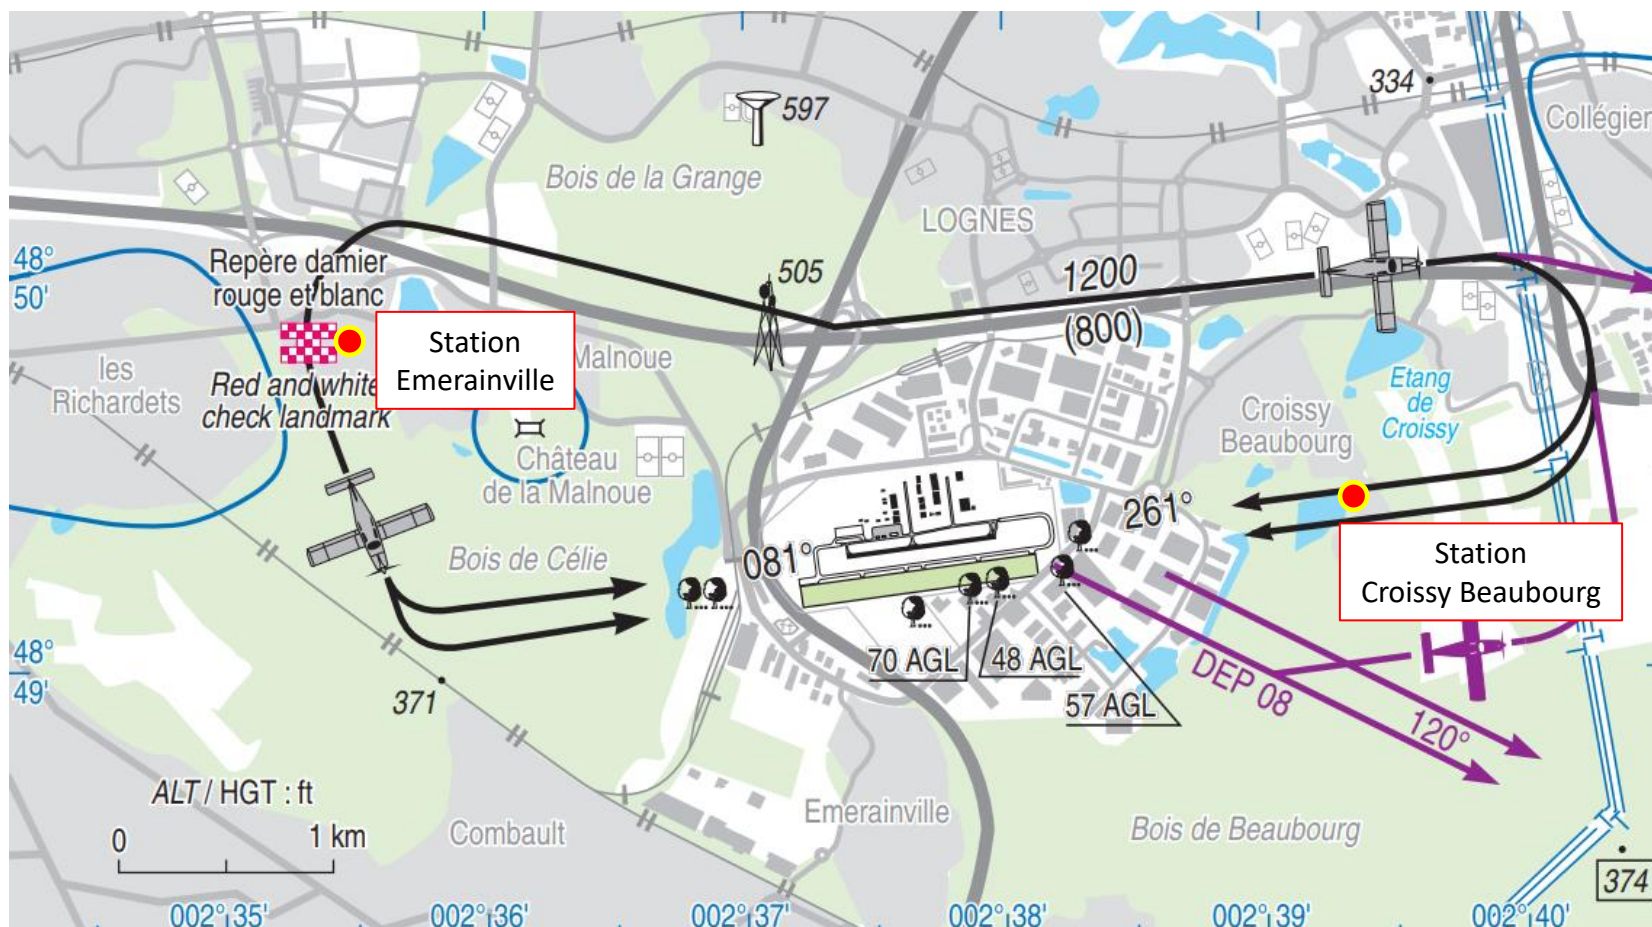 334
597
Collégier
Bois de la Grange
LOGNES
48°
50'
Repère damier
rouge et blanc
505
1200
(800)
Station
Emerainville
Malnoue
les
Richardets
Red and white
check landmark
Etang
de
Croissy
Croissy
Beaubourg
Château
de la Malnoue
261°
Station
Croissy Beaubourg
081°
Bois de Célie
48°
49'
70 AGL
48 AGL
57 AGL
DEP 08
120°
371
ALT / HGT : ft
0
1 km
Combault
Emerainville
Bois de Beaubourg
374
002°35'
002°36'
002°37'
002°38'
002°39'
002°40'